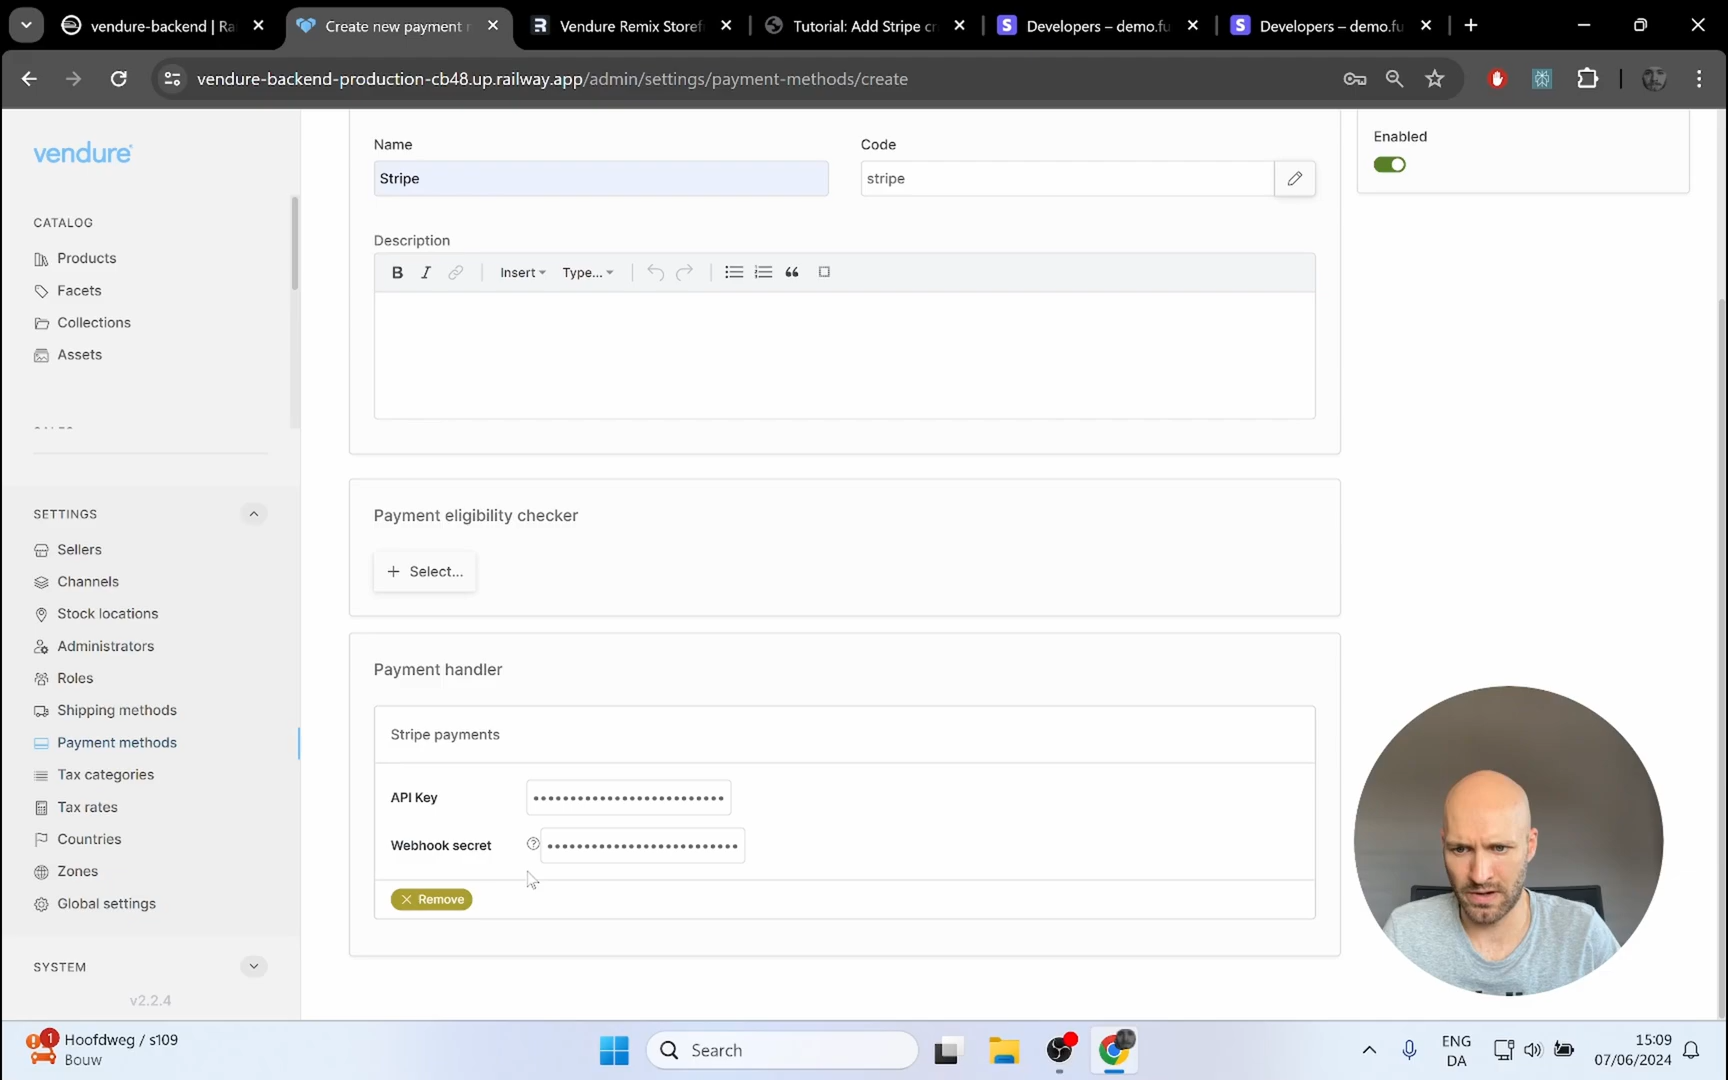 vendure-backend | Ra
Create new payment
Vendure Remix Storef
Tutorial: Add Stripe c
Developers – demo.fu
Developers – demo.fu
vendure-backend-production-cb48.up.railway.app/admin/settings/payment-methods/create
vendure
CATALOG
Products
Facets
Collections
Assets
SETTINGS
Sellers
Channels
Stock locations
Administrators
Roles
Shipping methods
Payment methods
Tax categories
Tax rates
Countries
Zones
Global settings
SYSTEM
v2.2.4
Name
Code
Stripe
stripe
Enabled
Description
B I Insert Type...
Payment eligibility checker
+ Select...
Payment handler
Stripe payments
API Key
Webhook secret
Remove
1
Hoofdweg / s109
Bouw
Search
ENG
DA
15:09
07/06/2024